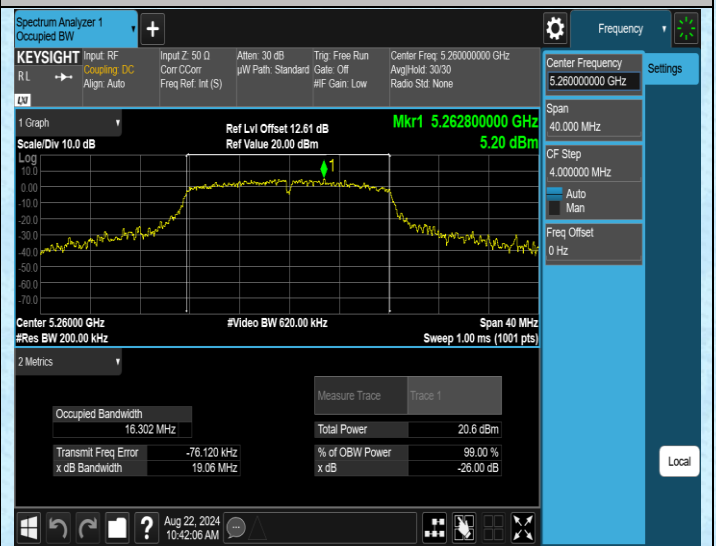 Spectrum Analyzer 1
Occupied BW
Frequency
KEYSIGHT
RL
LXI
Input: RF
Coupling: DC
Align: Auto
Input Z: 50 Ω
Corr CCorr
Freq Ref: Int (S)
Atten: 30 dB
µW Path: Standard
Trig: Free Run
Gate: Off
#IF Gain: Low
Center Freq: 5.260000000 GHz
Avg|Hold: 30/30
Radio Std: None
Center Frequency
5.260000000 GHz
Settings
Span
40.000 MHz
CF Step
4.000000 MHz
Auto
Man
Freq Offset
0 Hz
1 Graph
Scale/Div 10.0 dB
Ref Lvl Offset 12.61 dB
Ref Value 20.00 dBm
Mkr1 5.262800000 GHz
5.20 dBm
Log
10.0
0.00
-10.0
-20.0
-30.0
-40.0
-50.0
-60.0
-70.0
1
Center 5.26000 GHz
#Res BW 200.00 kHz
#Video BW 620.00 kHz
Span 40 MHz
Sweep 1.00 ms (1001 pts)
2 Metrics
Measure Trace Trace 1
Occupied Bandwidth
16.302 MHz
Total Power 20.6 dBm
Transmit Freq Error -76.120 kHz
% of OBW Power 99.00 %
x dB Bandwidth 19.06 MHz
x dB -26.00 dB
Local
Aug 22, 2024
10:42:06 AM